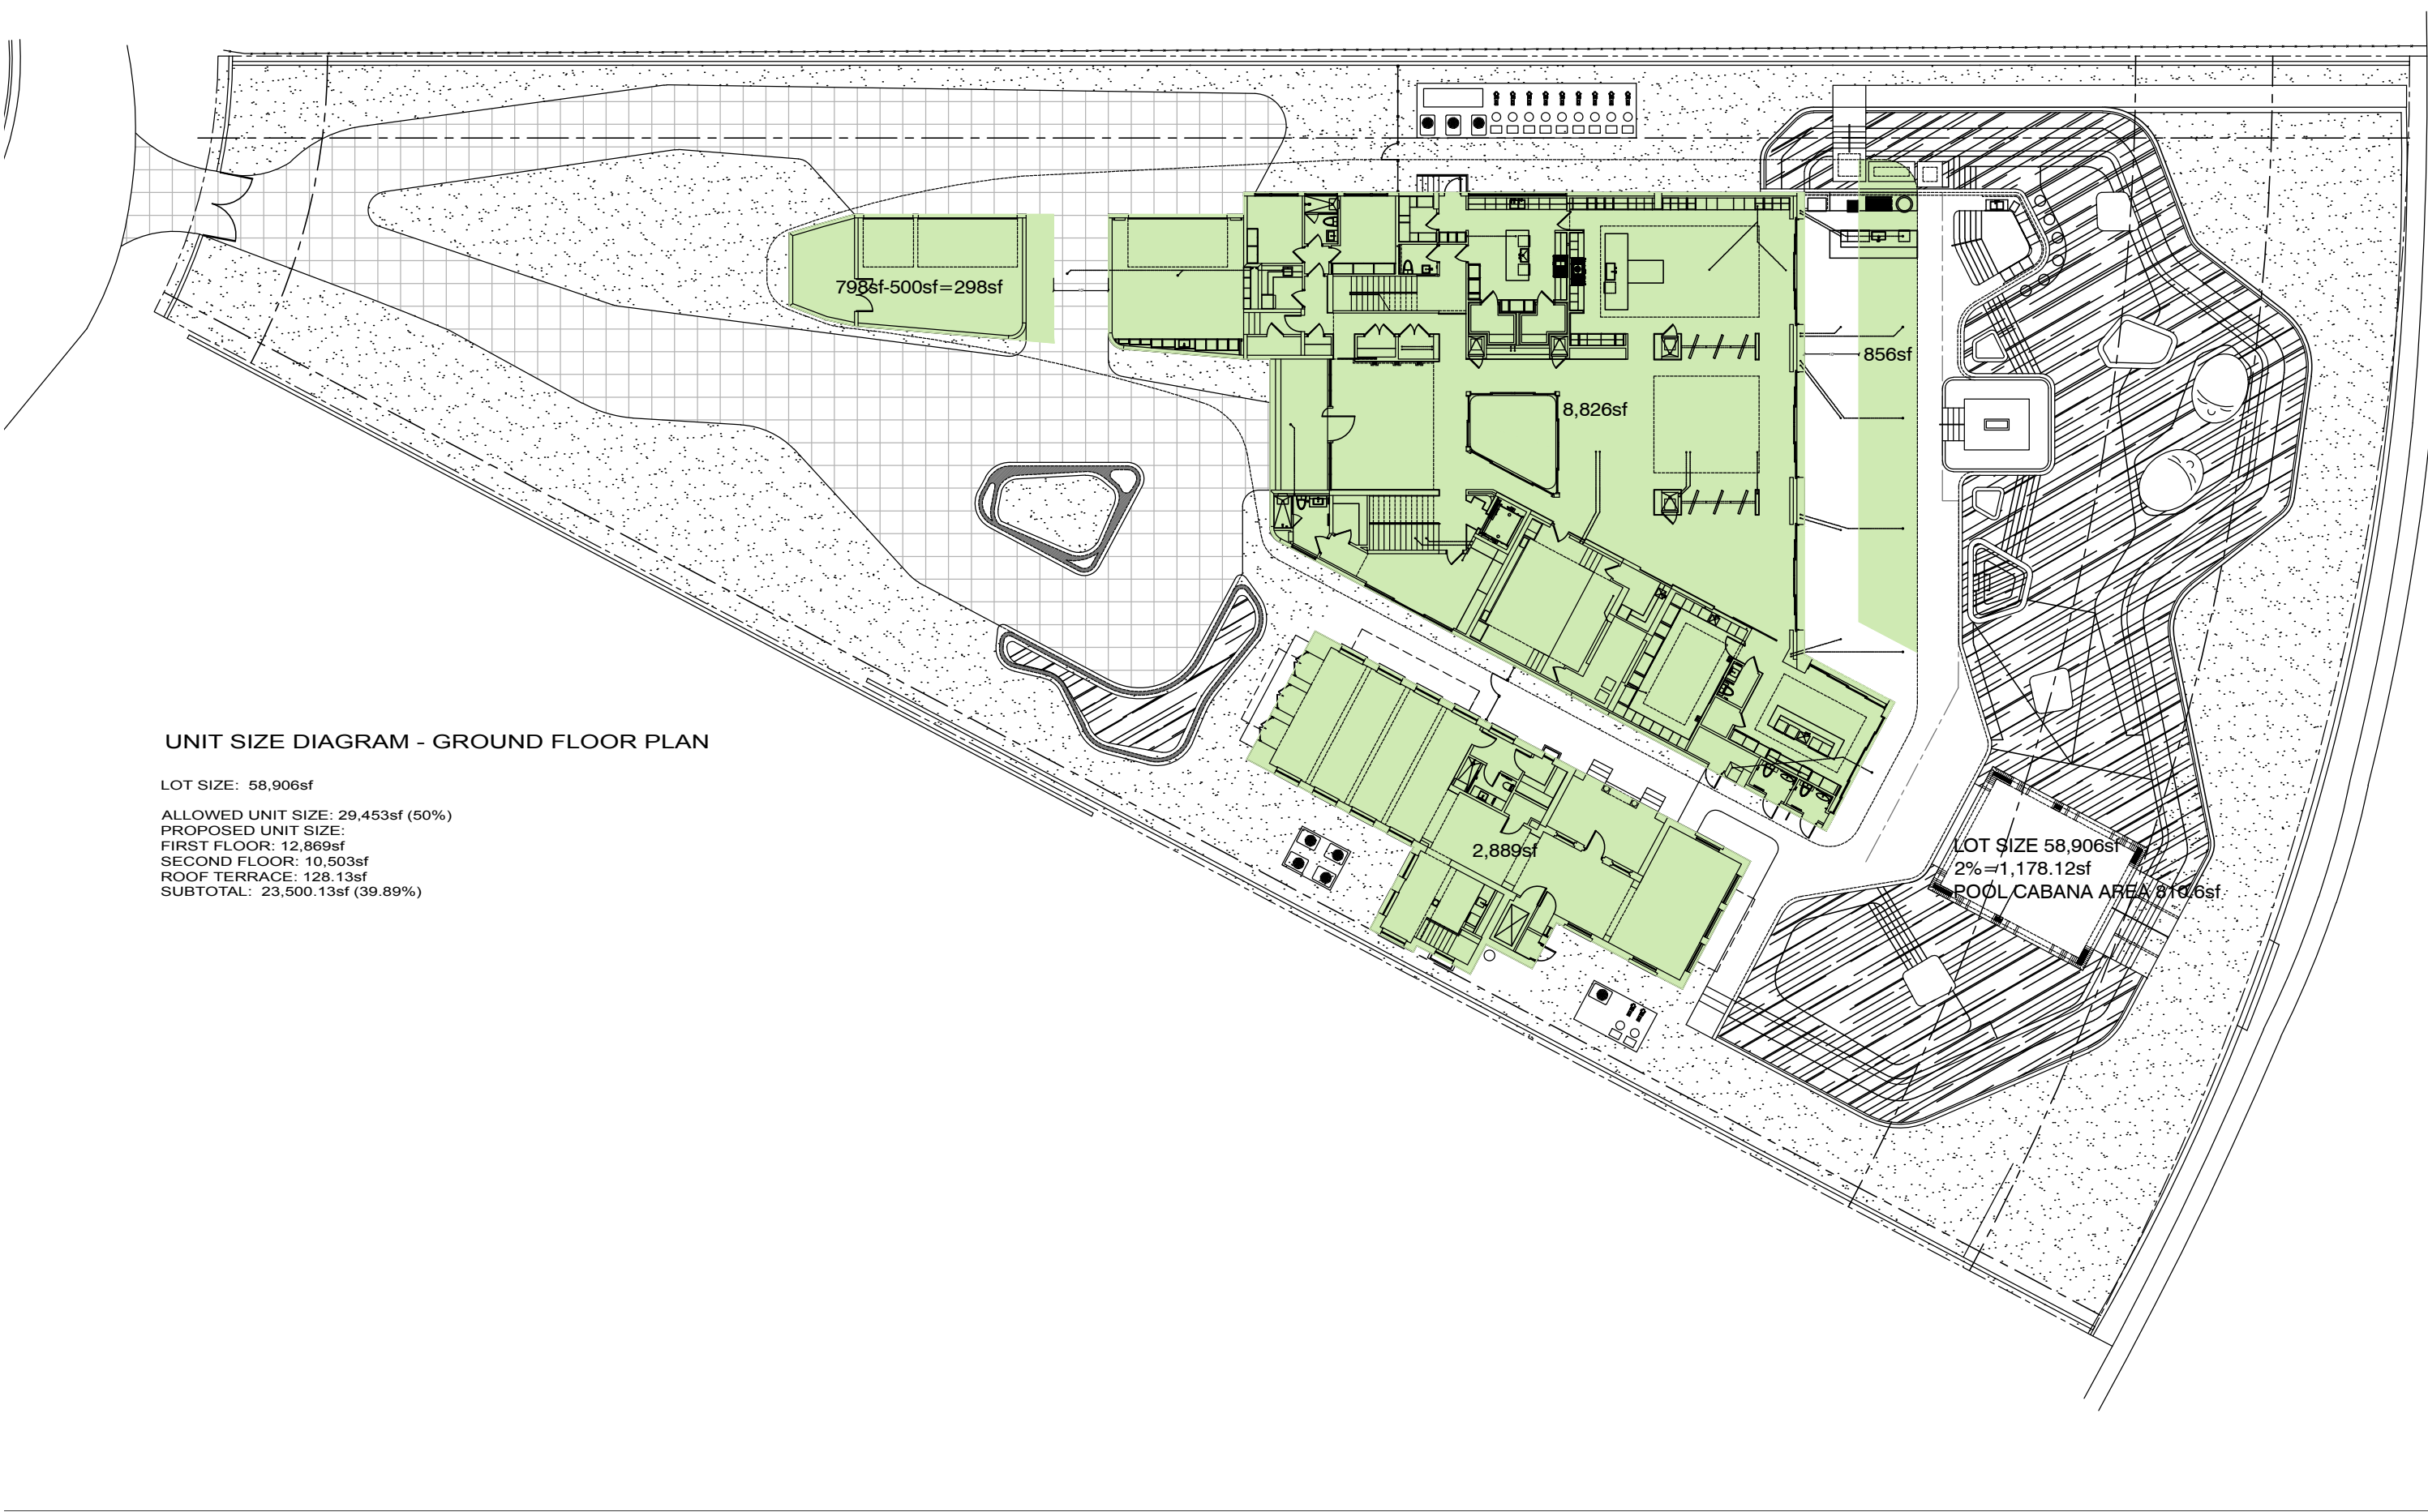 798sf-500sf=298sf
856sf
8,826sf
UNIT SIZE DIAGRAM - GROUND FLOOR PLAN
LOT SIZE: 58,906sf
ALLOWED UNIT SIZE: 29,453sf (50%)
PROPOSED UNIT SIZE:
FIRST FLOOR: 12,869sf
SECOND FLOOR: 10,503sf
ROOF TERRACE: 128.13sf
SUBTOTAL: 23,500.13sf (39.89%)
2,889sf
LOT SIZE 58,906sf
2%=1,178.12sf
POOL CABANA AREA 810.6sf